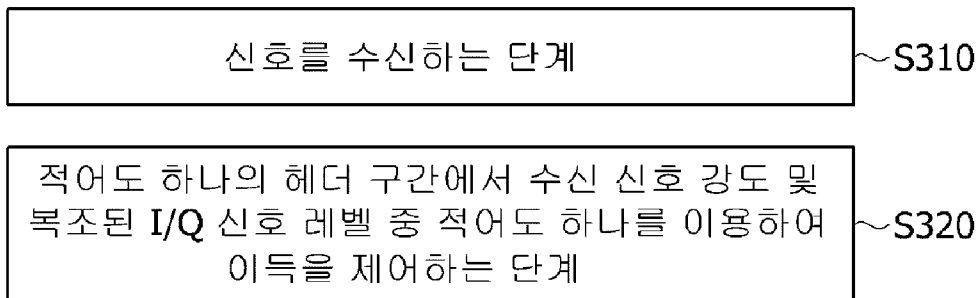 신호를 수신하는 단계
S310
적어도 하나의 헤더 구간에서 수신 신호 강도 및
복조된 I/Q 신호 레벨 중 적어도 하나를 이용하여
이득을 제어하는 단계
S320